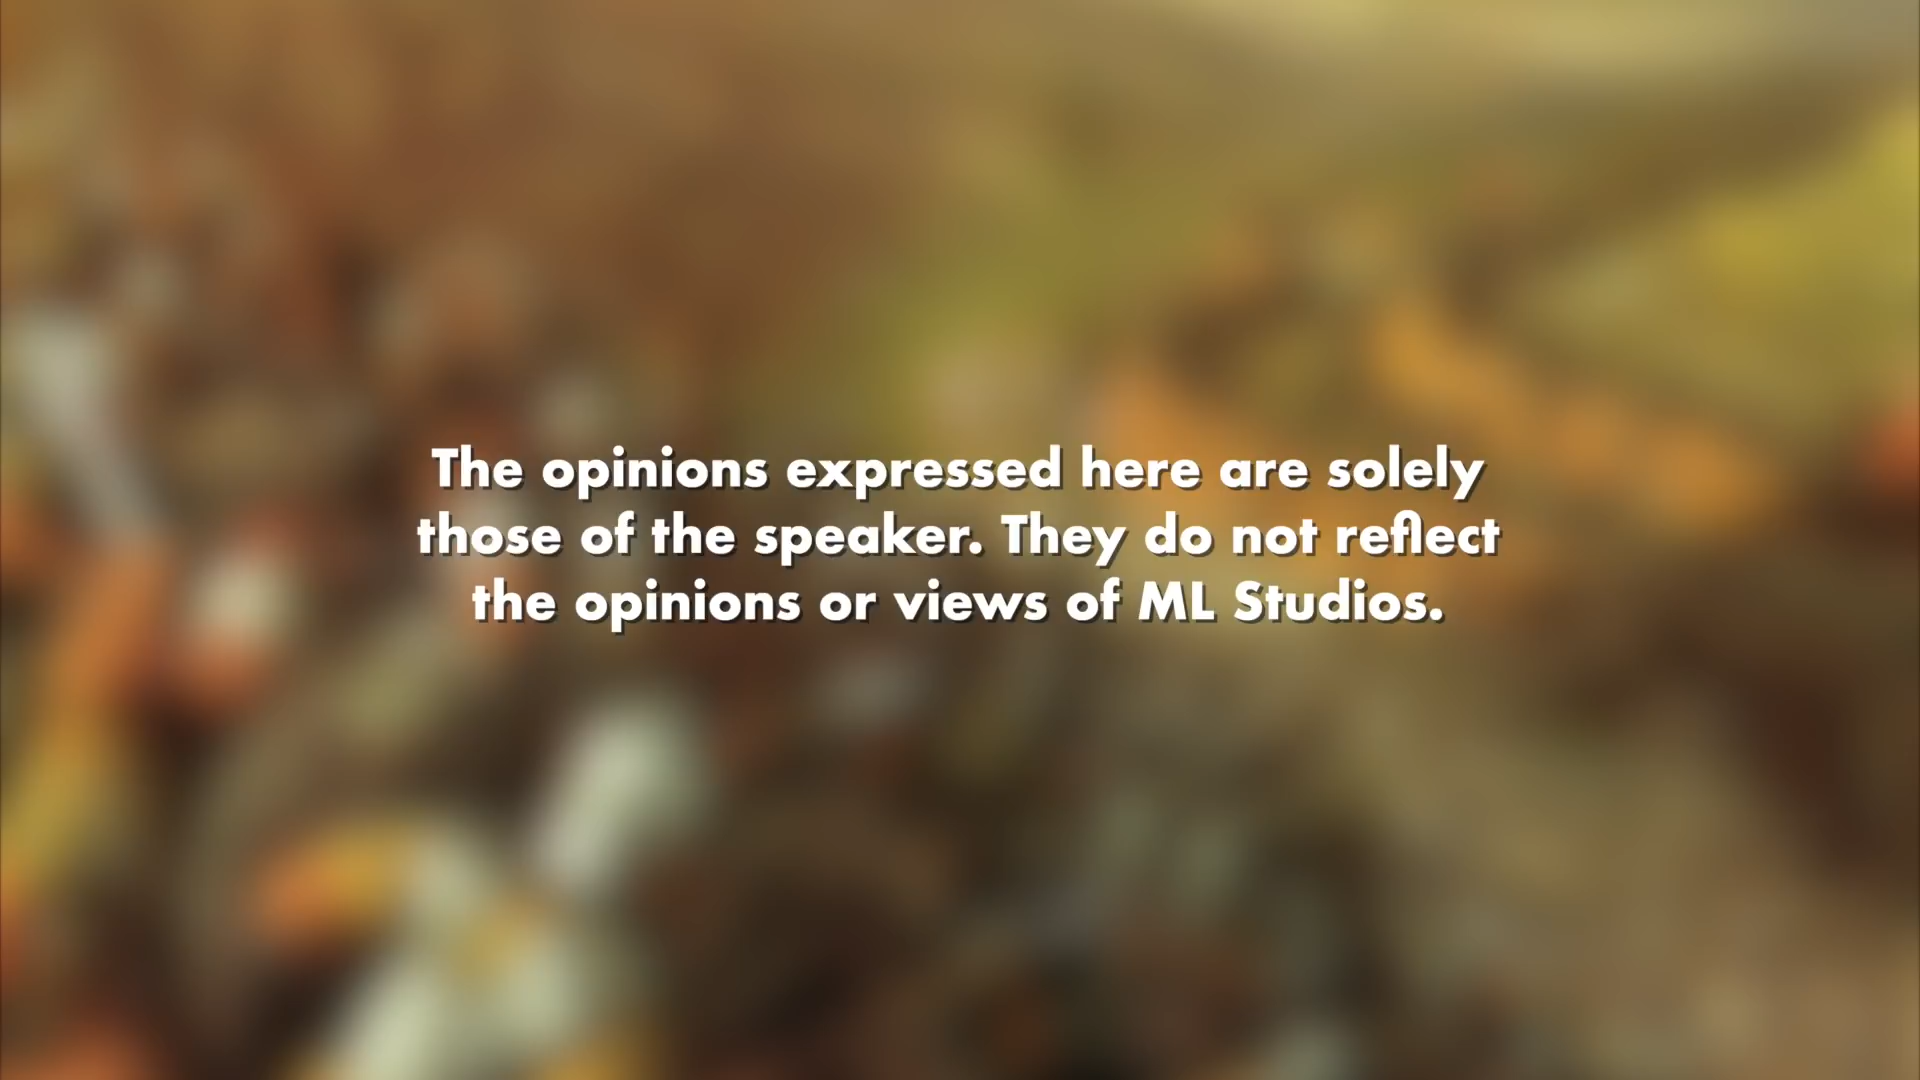 The opinions expressed here are solely
those of the speaker. They do not reflect
the opinions or views of ML Studios.